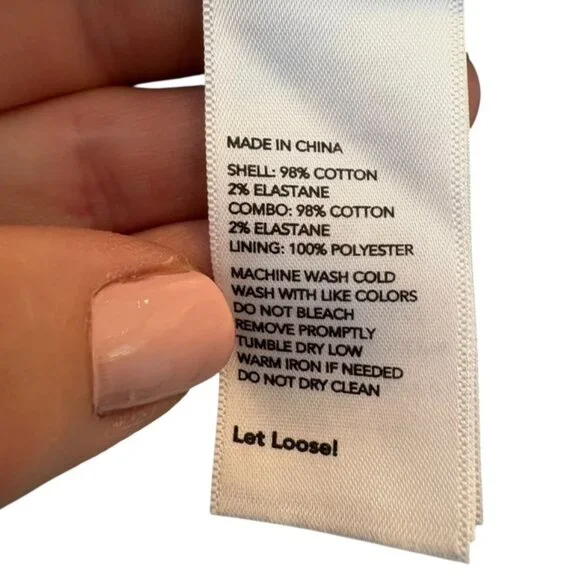 MADE IN CHINA
SHELL: 98% COTTON
2% ELASTANE
COMBO: 98% COTTON
2% ELASTANE
LINING: 100% POLYESTER
MACHINE WASH COLD
WASH WITH LIKE COLORS
DO NOT BLEACH
REMOVE PROMPTLY
TUMBLE DRY LOW
WARM IRON IF NEEDED
DO NOT DRY CLEAN
Let Loose!